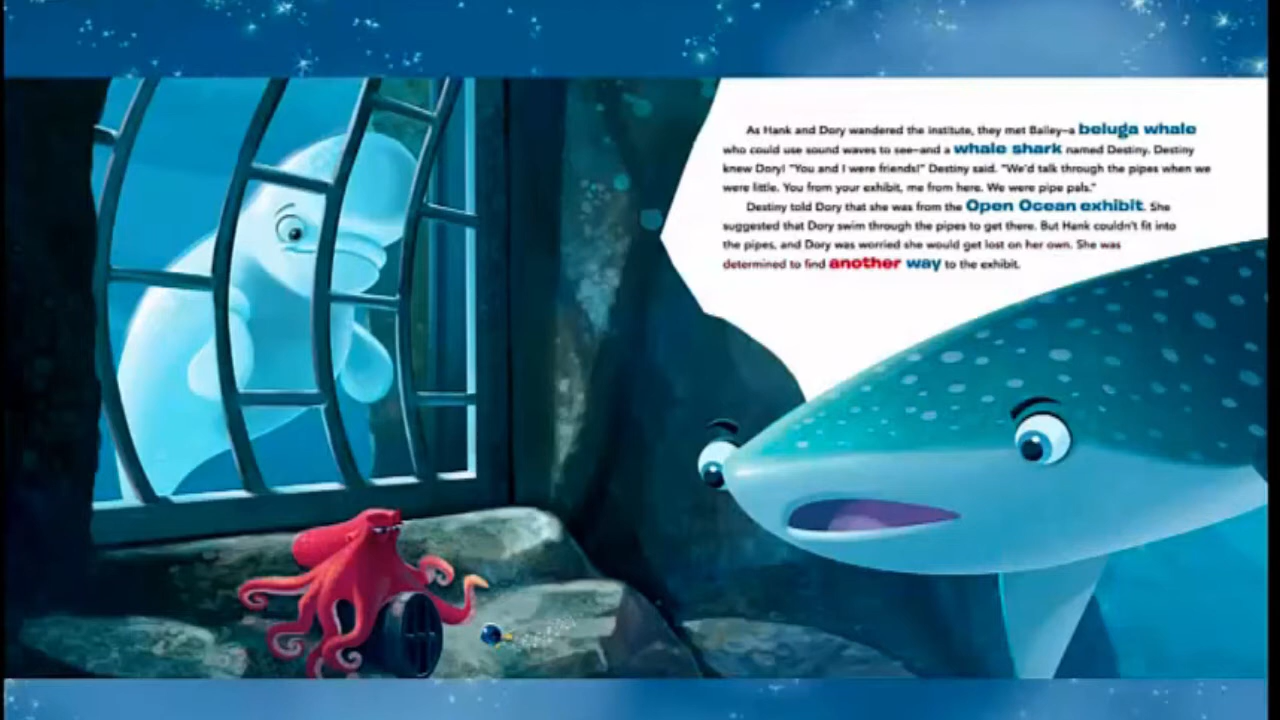 As Hank and Dory wandered the institute, they met Bailey—a beluga whale
who could use sound waves to see—and a whale shark named Destiny. Destiny
knew Dory! "You and I were friends!" Destiny said. "We'd talk through the pipes when we
were little. You from your exhibit, me from here. We were pipe pals."
Destiny told Dory that she was from the Open Ocean exhibit. She
suggested that Dory swim through the pipes to get there. But Hank couldn't fit into
the pipes, and Dory was worried she would get lost on her own. She was
determined to find another way to the exhibit.